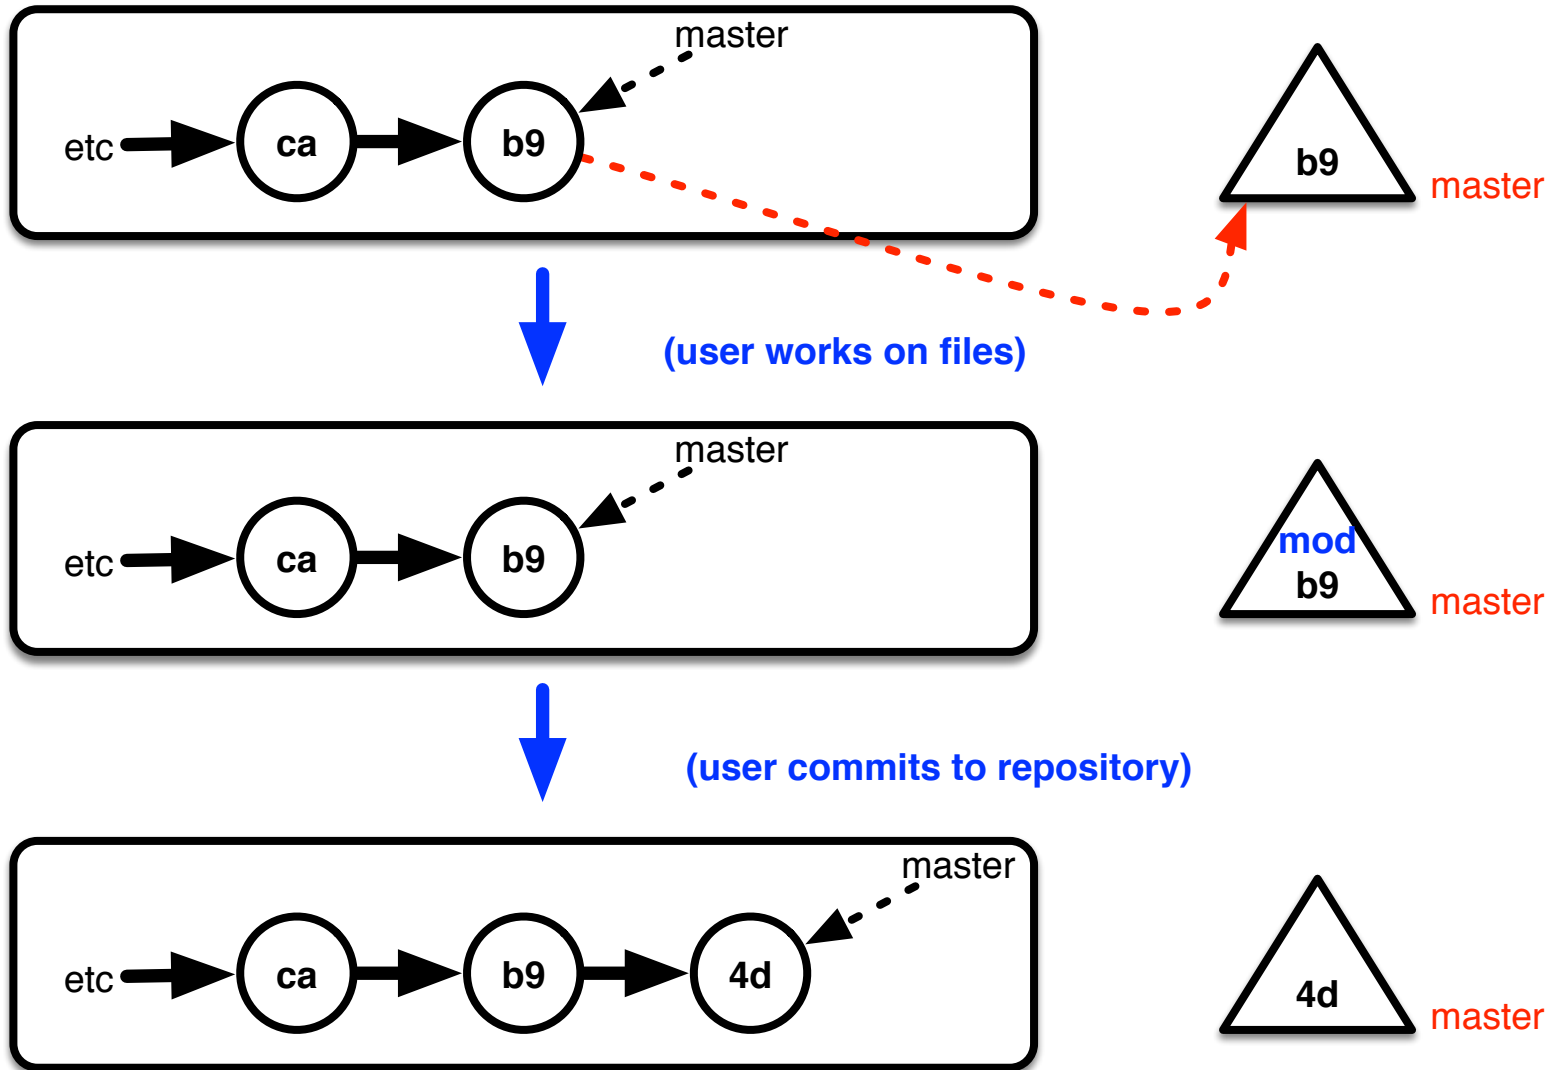 master
etc
ca
b9
b9
master
(user works on files)
master
etc
ca
b9
mod
b9
master
(user commits to repository)
master
etc
ca
b9
4d
4d
master